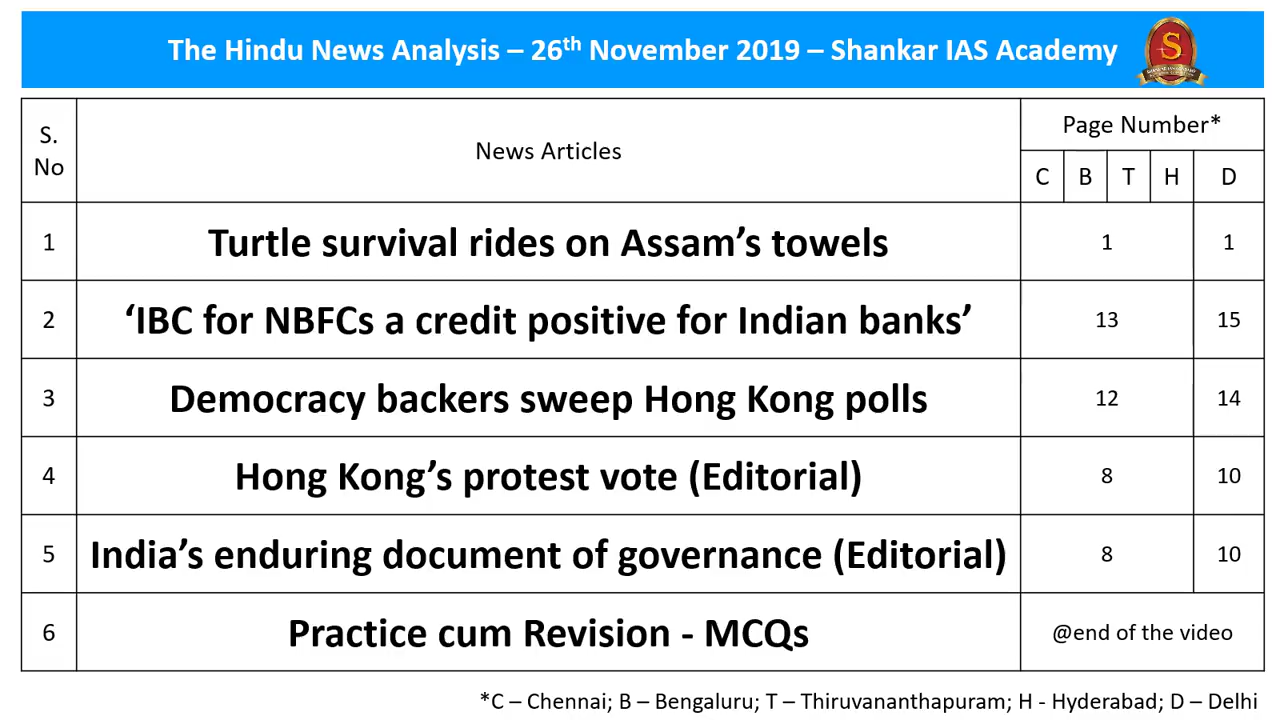 The Hindu News Analysis – 26th November 2019 – Shankar IAS Academy
S. No
News Articles
Page Number*
C B T H D
1 Turtle survival rides on Assam’s towels 1 1
2 ‘IBC for NBFCs a credit positive for Indian banks’ 13 15
3 Democracy backers sweep Hong Kong polls 12 14
4 Hong Kong’s protest vote (Editorial) 8 10
5 India’s enduring document of governance (Editorial) 8 10
6 Practice cum Revision - MCQs @end of the video
*C – Chennai; B – Bengaluru; T – Thiruvananthapuram; H - Hyderabad; D – Delhi